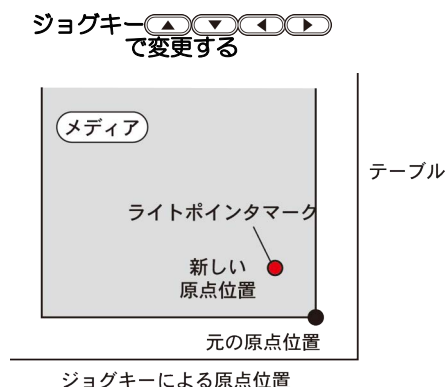 ジョグキー▲▼◀▶
で変更する
メディア
テーブル
ライトポインタマーク
新しい
原点位置
元の原点位置
ジョグキーによる原点位置